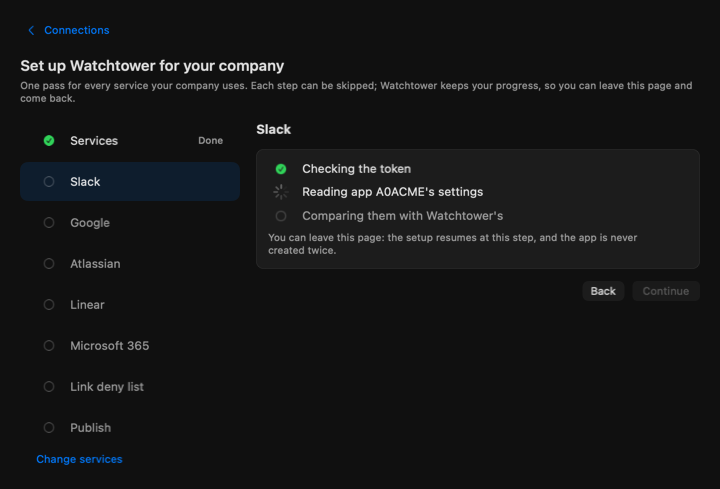 Connections
Set up Watchtower for your company
One pass for every service your company uses. Each step can be skipped; Watchtower keeps your progress, so you can leave this page and
come back.
Services
Done
Slack
Google
Atlassian
Linear
Microsoft 365
Link deny list
Publish
Change services
Slack
Checking the token
Reading app A0ACME's settings
Comparing them with Watchtower's
You can leave this page: the setup resumes at this step, and the app is never
created twice.
Back
Continue